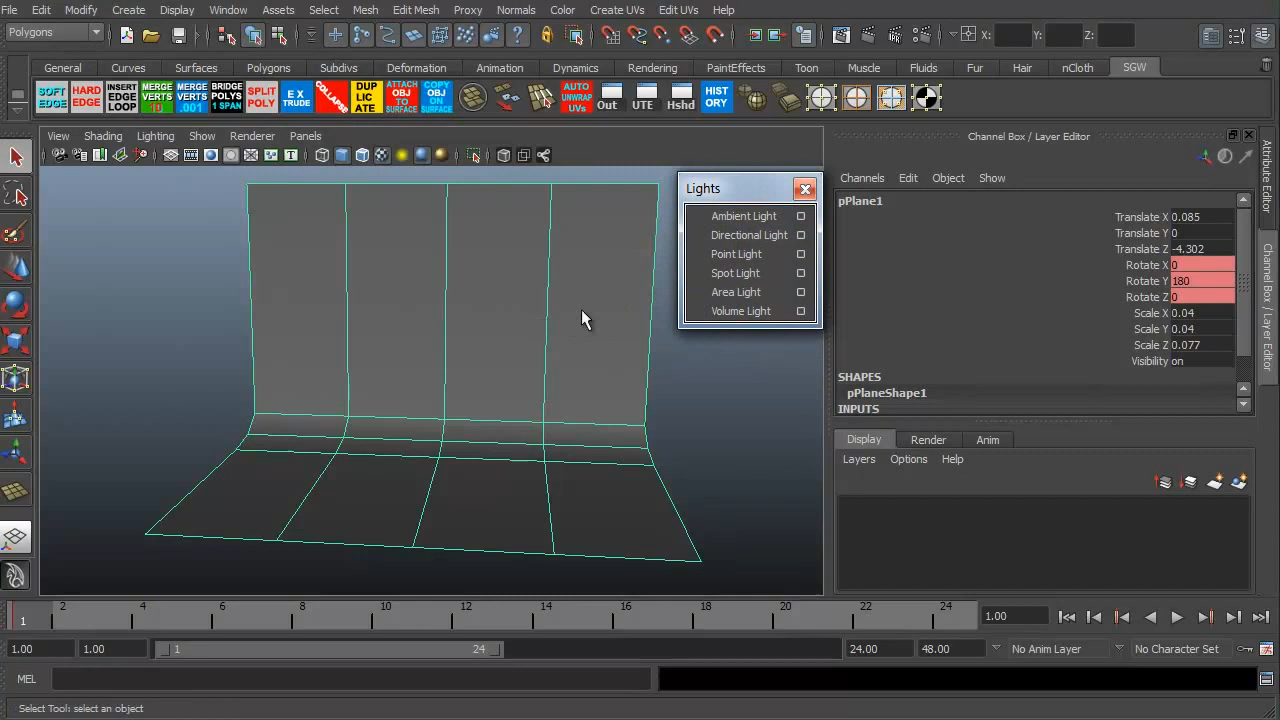 File Edit Modify Create Display Window Assets Select Mesh Edit Mesh Proxy Normals Color Create UVs Edit UVs Help
Polygons X: Y: Z:
General Curves Surfaces Polygons Subdivs Deformation Animation Dynamics Rendering PaintEffects Toon Muscle Fluids Fur Hair nCloth SGW
SOFT EDGE HARD EDGE INSERT EDGE LOOP MERGE VERTS 10 MERGE VERTS .001 BRIDGE POLYS 1 SPAN SPLIT POLY EX TRUDE COLLAPSE DUP LIC ATE ATTACH OBJ TO SURFACE COPY OBJ ON SURFACE AUTO UNWRAP UVs Out UTE Hshd HIST ORY
View Shading Lighting Show Renderer Panels
Channel Box / Layer Editor
Channels Edit Object Show
Lights
Ambient Light
Directional Light
Point Light
Spot Light
Area Light
Volume Light
pPlane1
Translate X 0.085
Translate Y 0
Translate Z -4.302
Rotate X 0
Rotate Y 180
Rotate Z 0
Scale X 0.04
Scale Y 0.04
Scale Z 0.077
Visibility on
SHAPES
pPlaneShape1
INPUTS
Display Render Anim
Layers Options Help
Attribute Editor
Channel Box / Layer Editor
1 2 4 6 8 10 12 14 16 18 20 22 24 1.00
1.00 1.00 1 24 24.00 48.00 No Anim Layer No Character Set
MEL
Select Tool: select an object